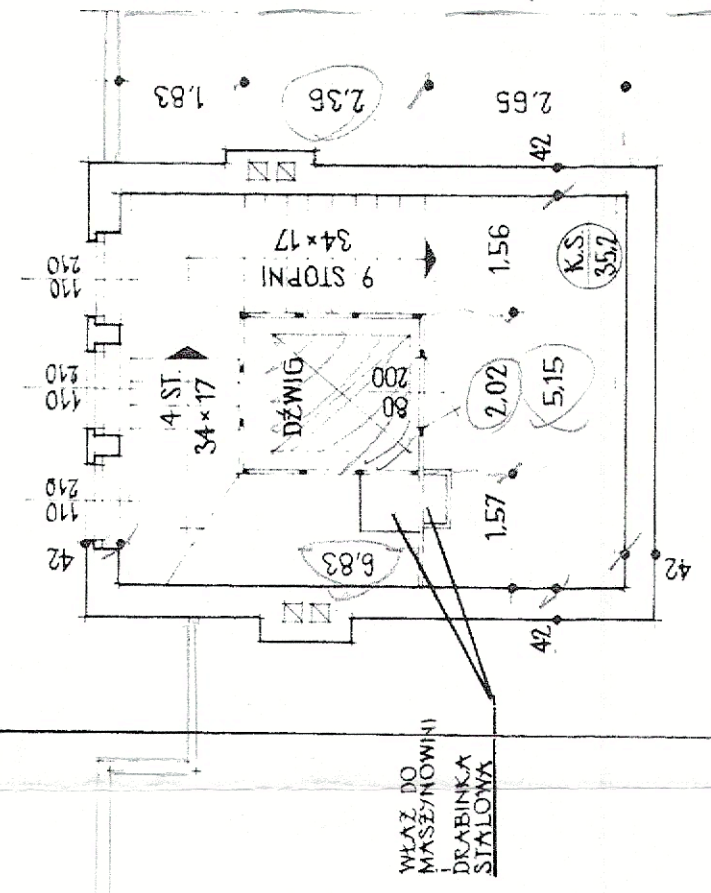 1.83
2.36
2.65
42
110
210
110
210
110
210
9 STOPNI
34×17
1.56
K.S.
35,2
4 ST.
34×17
DŹWIG
80
200
2.02
5.15
1.57
6.83
42
42
42
WŁAZ DO
MASZYNOWNI
I
DRABINKA
STALOWA